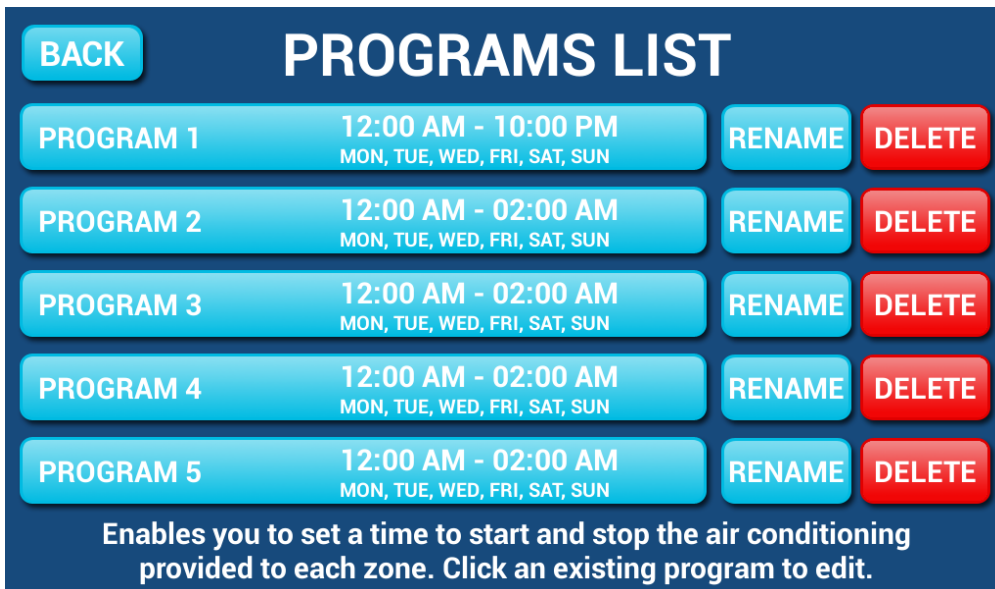 BACK
PROGRAMS LIST
PROGRAM 1
12:00 AM - 10:00 PM
MON, TUE, WED, FRI, SAT, SUN
RENAME
DELETE
PROGRAM 2
12:00 AM - 02:00 AM
MON, TUE, WED, FRI, SAT, SUN
RENAME
DELETE
PROGRAM 3
12:00 AM - 02:00 AM
MON, TUE, WED, FRI, SAT, SUN
RENAME
DELETE
PROGRAM 4
12:00 AM - 02:00 AM
MON, TUE, WED, FRI, SAT, SUN
RENAME
DELETE
PROGRAM 5
12:00 AM - 02:00 AM
MON, TUE, WED, FRI, SAT, SUN
RENAME
DELETE
Enables you to set a time to start and stop the air conditioning
provided to each zone. Click an existing program to edit.